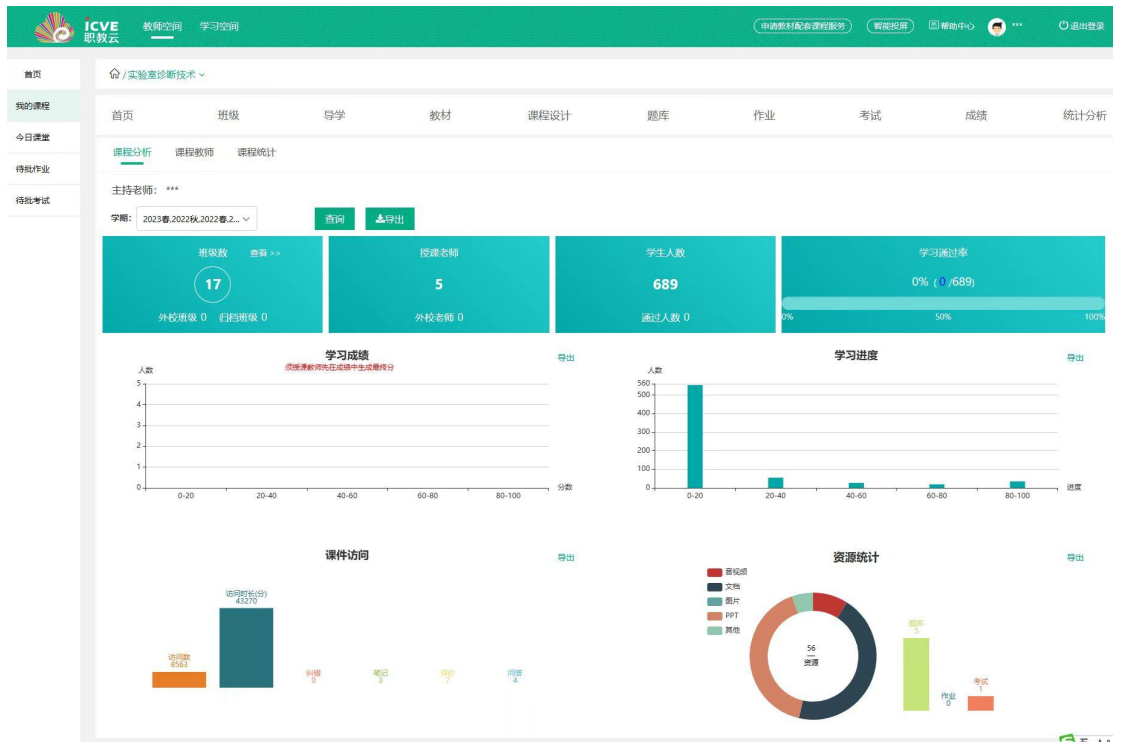 iCVE
职教云
教师空间 学习空间
申请教材配套课程服务 智能投屏 帮助中心 *** 退出登录
首页
我的课程
今日课堂
待批作业
待批考试
/实验室诊断技术
首页 班级 导学 教材 课程设计 题库 作业 考试 成绩 统计分析
课程分析 课程教师 课程统计
主持老师: ***
学期: 2023春,2022秋,2022春,2... 查询 导出
班级数 查看 >>
17
外校班级 0 归档班级 0
授课老师
5
外校老师 0
学生人数
689
通过人数 0
学习通过率
0% ( 0 /689)
0% 50% 100%
学习成绩 导出
须授课教师先在成绩中生成最终分
人数
5
4
3
2
1
0
0-20 20-40 40-60 60-80 80-100 分数
学习进度 导出
人数
560
500
400
300
200
100
0
0-20 20-40 40-60 60-80 80-100 进度
课件访问 导出
访问数
8563
访问时长(分)
43270
纠错
0
笔记
3
评价
问答
4
资源统计 导出
音视频
文档
图片
PPT
其他
56
资源
题库
5
作业
0
考试
1